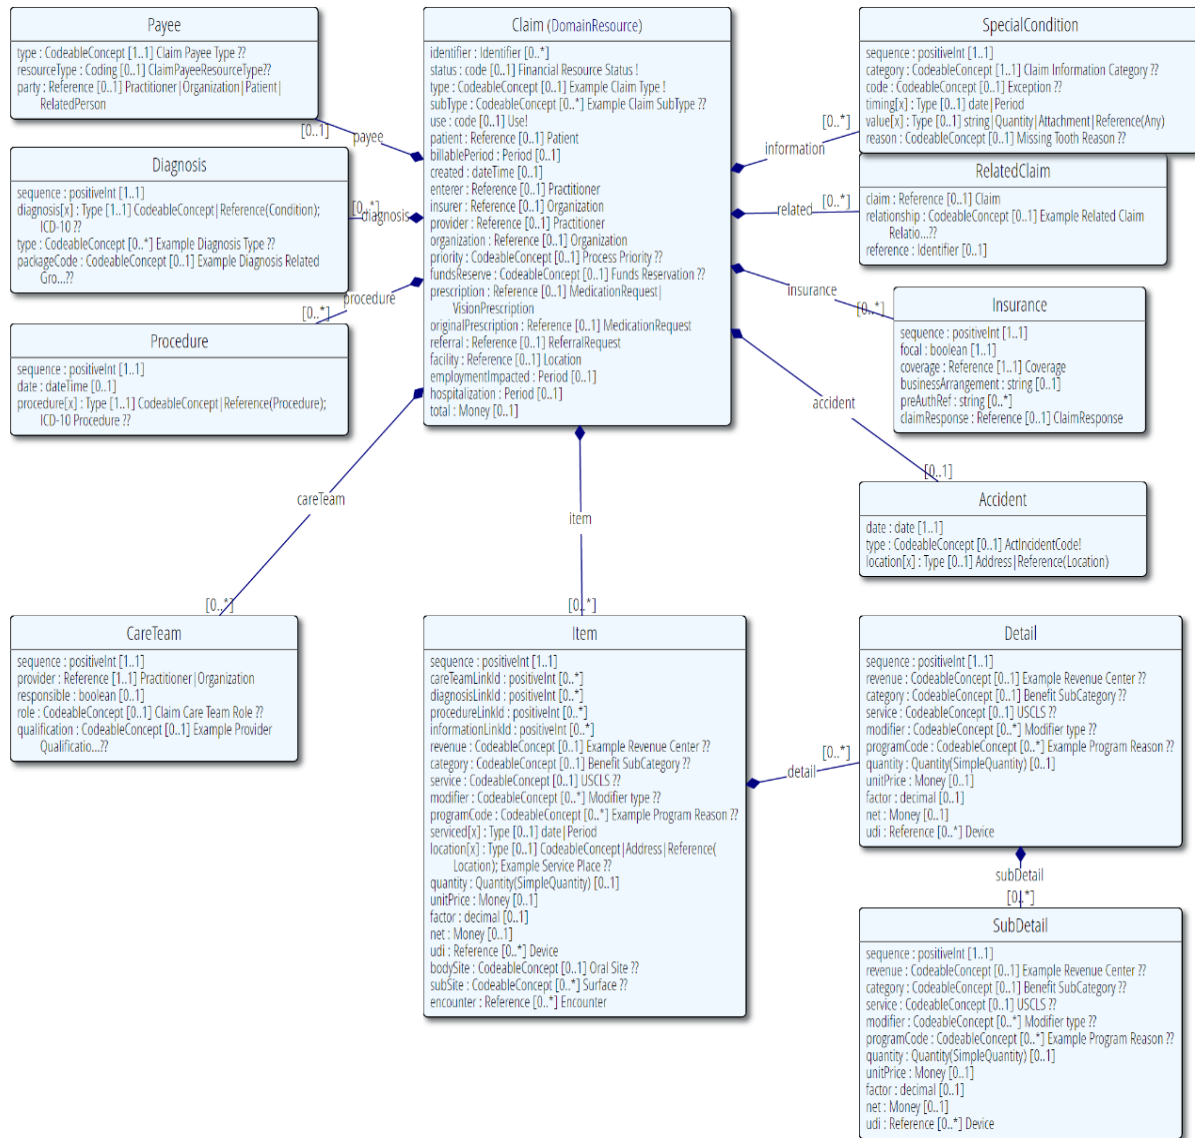 Payee
type : CodeableConcept [1..1] Claim Payee Type ??
resourceType : Coding [0..1] ClaimPayeeResourceType??
party : Reference [0..1] Practitioner|Organization|Patient|
RelatedPerson
[0..1]
payee
Diagnosis
sequence : positiveInt [1..1]
diagnosis[x] : Type [1..1] CodeableConcept|Reference(Condition);
ICD-10 ??
type : CodeableConcept [0..*] Example Diagnosis Type ??
packageCode : CodeableConcept [0..1] Example Diagnosis Related
Gro...??
[0..*]
diagnosis
procedure
[0..*]
Procedure
sequence : positiveInt [1..1]
date : dateTime [0..1]
procedure[x] : Type [1..1] CodeableConcept|Reference(Procedure);
ICD-10 Procedure ??
Claim (DomainResource)
identifier : Identifier [0..*]
status : code [0..1] Financial Resource Status !
type : CodeableConcept [0..1] Example Claim Type !
subType : CodeableConcept [0..*] Example Claim SubType ??
use : code [0..1] Use!
patient : Reference [0..1] Patient
billablePeriod : Period [0..1]
created : dateTime [0..1]
enterer : Reference [0..1] Practitioner
insurer : Reference [0..1] Organization
provider : Reference [0..1] Practitioner
organization : Reference [0..1] Organization
priority : CodeableConcept [0..1] Process Priority ??
fundsReserve : CodeableConcept [0..1] Funds Reservation ??
prescription : Reference [0..1] MedicationRequest|
VisionPrescription
originalPrescription : Reference [0..1] MedicationRequest
referral : Reference [0..1] ReferralRequest
facility : Reference [0..1] Location
employmentImpacted : Period [0..1]
hospitalization : Period [0..1]
total : Money [0..1]
SpecialCondition
sequence : positiveInt [1..1]
category : CodeableConcept [1..1] Claim Information Category ??
code : CodeableConcept [0..1] Exception ??
timing[x] : Type [0..1] date|Period
value[x] : Type [0..1] string|Quantity|Attachment|Reference(Any)
reason : CodeableConcept [0..1] Missing Tooth Reason ??
[0..*]
information
RelatedClaim
claim : Reference [0..1] Claim
relationship : CodeableConcept [0..1] Example Related Claim
Relatio...??
reference : Identifier [0..1]
[0..*]
related
insurance
[0..*]
Insurance
sequence : positiveInt [1..1]
focal : boolean [1..1]
coverage : Reference [1..1] Coverage
businessArrangement : string [0..1]
preAuthRef : string [0..*]
claimResponse : Reference [0..1] ClaimResponse
accident
[0..1]
Accident
date : date [1..1]
type : CodeableConcept [0..1] ActIncidentCode!
location[x] : Type [0..1] Address|Reference(Location)
careTeam
[0..*]
CareTeam
sequence : positiveInt [1..1]
provider : Reference [1..1] Practitioner|Organization
responsible : boolean [0..1]
role : CodeableConcept [0..1] Claim Care Team Role ??
qualification : CodeableConcept [0..1] Example Provider
Qualificatio...??
item
[0..*]
Item
sequence : positiveInt [1..1]
careTeamLinkId : positiveInt [0..*]
diagnosisLinkId : positiveInt [0..*]
procedureLinkId : positiveInt [0..*]
informationLinkId : positiveInt [0..*]
revenue : CodeableConcept [0..1] Example Revenue Center ??
category : CodeableConcept [0..1] Benefit SubCategory ??
service : CodeableConcept [0..1] USCLS ??
modifier : CodeableConcept [0..*] Modifier type ??
programCode : CodeableConcept [0..*] Example Program Reason ??
serviced[x] : Type [0..1] date|Period
location[x] : Type [0..1] CodeableConcept|Address|Reference(
Location); Example Service Place ??
quantity : Quantity(SimpleQuantity) [0..1]
unitPrice : Money [0..1]
factor : decimal [0..1]
net : Money [0..1]
udi : Reference [0..*] Device
bodySite : CodeableConcept [0..1] Oral Site ??
subSite : CodeableConcept [0..*] Surface ??
encounter : Reference [0..*] Encounter
[0..*]
detail
Detail
sequence : positiveInt [1..1]
revenue : CodeableConcept [0..1] Example Revenue Center ??
category : CodeableConcept [0..1] Benefit SubCategory ??
service : CodeableConcept [0..1] USCLS ??
modifier : CodeableConcept [0..*] Modifier type ??
programCode : CodeableConcept [0..*] Example Program Reason ??
quantity : Quantity(SimpleQuantity) [0..1]
unitPrice : Money [0..1]
factor : decimal [0..1]
net : Money [0..1]
udi : Reference [0..*] Device
subDetail
[0..*]
SubDetail
sequence : positiveInt [1..1]
revenue : CodeableConcept [0..1] Example Revenue Center ??
category : CodeableConcept [0..1] Benefit SubCategory ??
service : CodeableConcept [0..1] USCLS ??
modifier : CodeableConcept [0..*] Modifier type ??
programCode : CodeableConcept [0..*] Example Program Reason ??
quantity : Quantity(SimpleQuantity) [0..1]
unitPrice : Money [0..1]
factor : decimal [0..1]
net : Money [0..1]
udi : Reference [0..*] Device